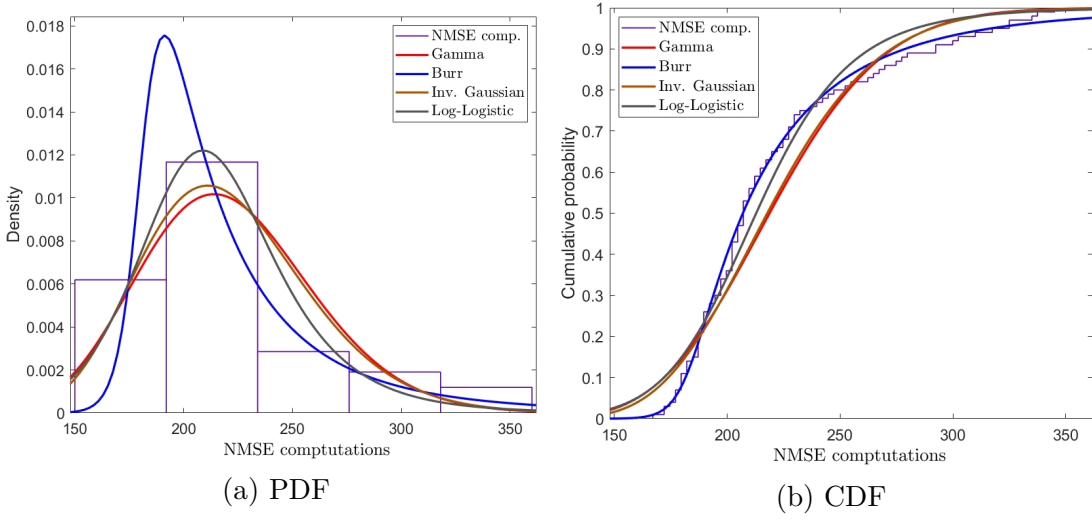 0.018
0.016
0.014
0.012
0.01
0.008
0.006
0.004
0.002
0
Density
150
200
250
300
350
NMSE comptutations
NMSE comp.
Gamma
Burr
Inv. Gaussian
Log-Logistic
(a) PDF
1
0.9
0.8
0.7
0.6
0.5
0.4
0.3
0.2
0.1
0
Cumulative probability
150
200
250
300
350
NMSE comptutations
NMSE comp.
Gamma
Burr
Inv. Gaussian
Log-Logistic
(b) CDF